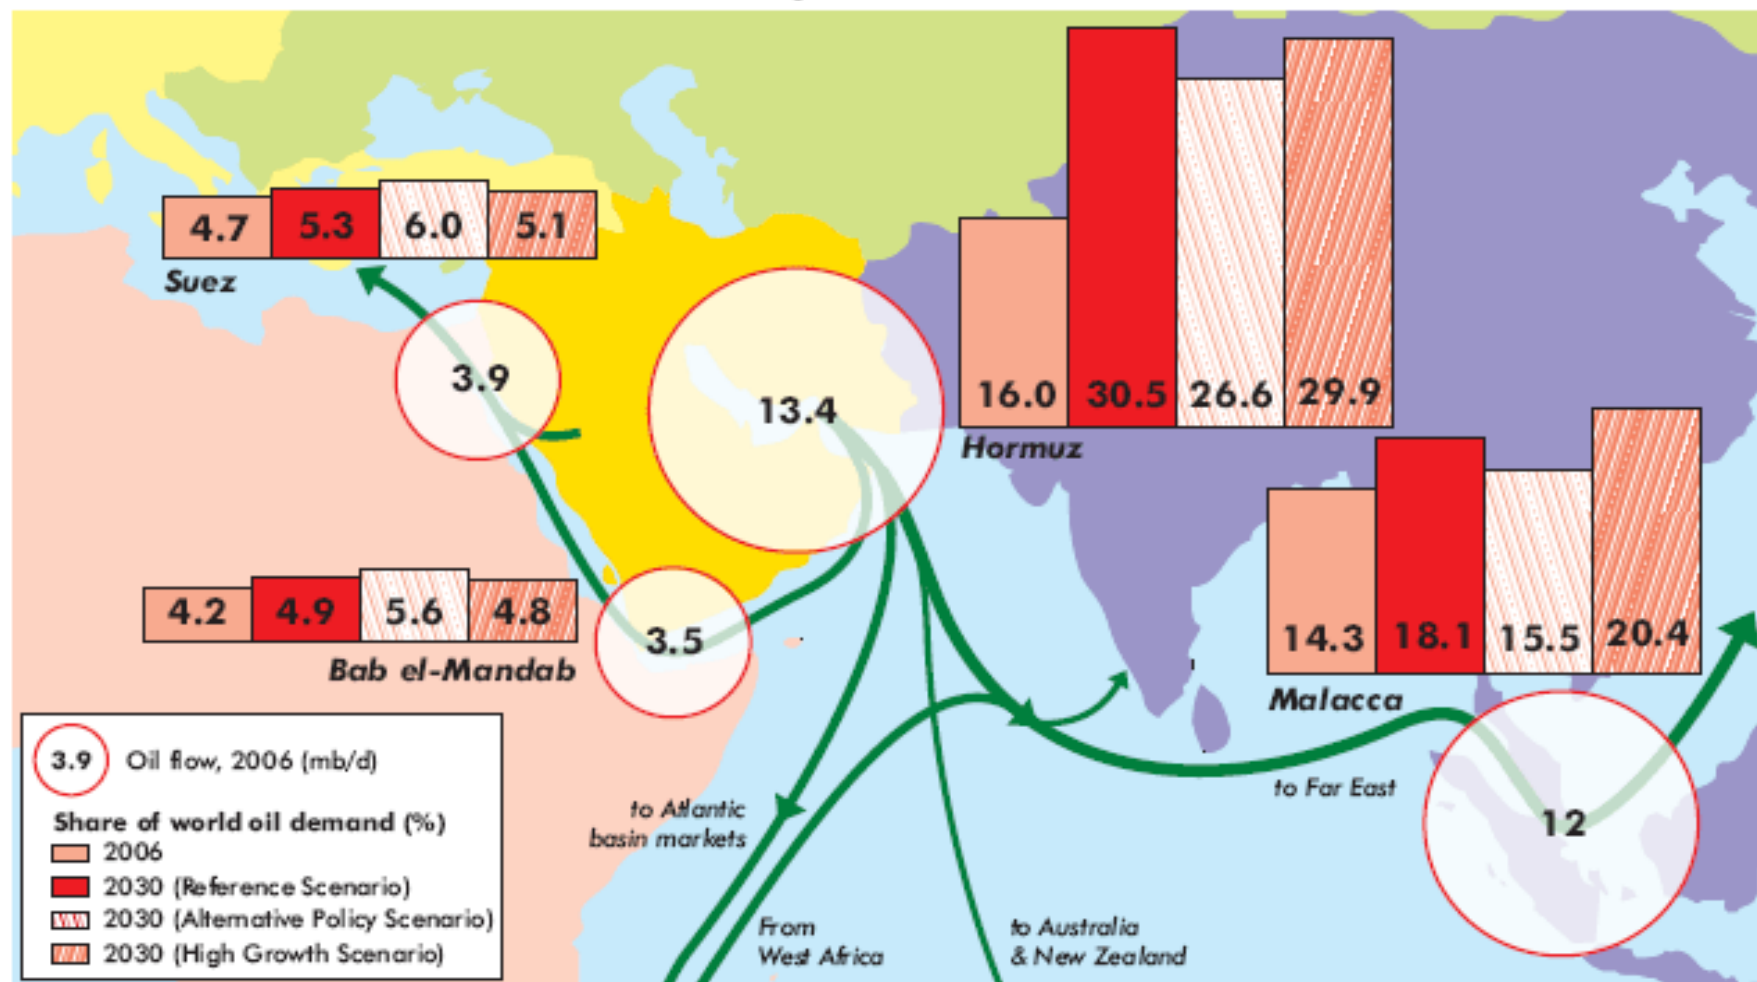 4.7 5.3 6.0 5.1
Suez
3.9
13.4
16.0 30.5 26.6 29.9
Hormuz
4.2 4.9 5.6 4.8
Bab el-Mandab
3.5
14.3 18.1 15.5 20.4
Malacca
12
to Atlantic
basin markets
From
West Africa
to Australia
& New Zealand
to Far East
3.9 Oil flow, 2006 (mb/d)
Share of world oil demand (%)
2006
2030 (Reference Scenario)
2030 (Alternative Policy Scenario)
2030 (High Growth Scenario)